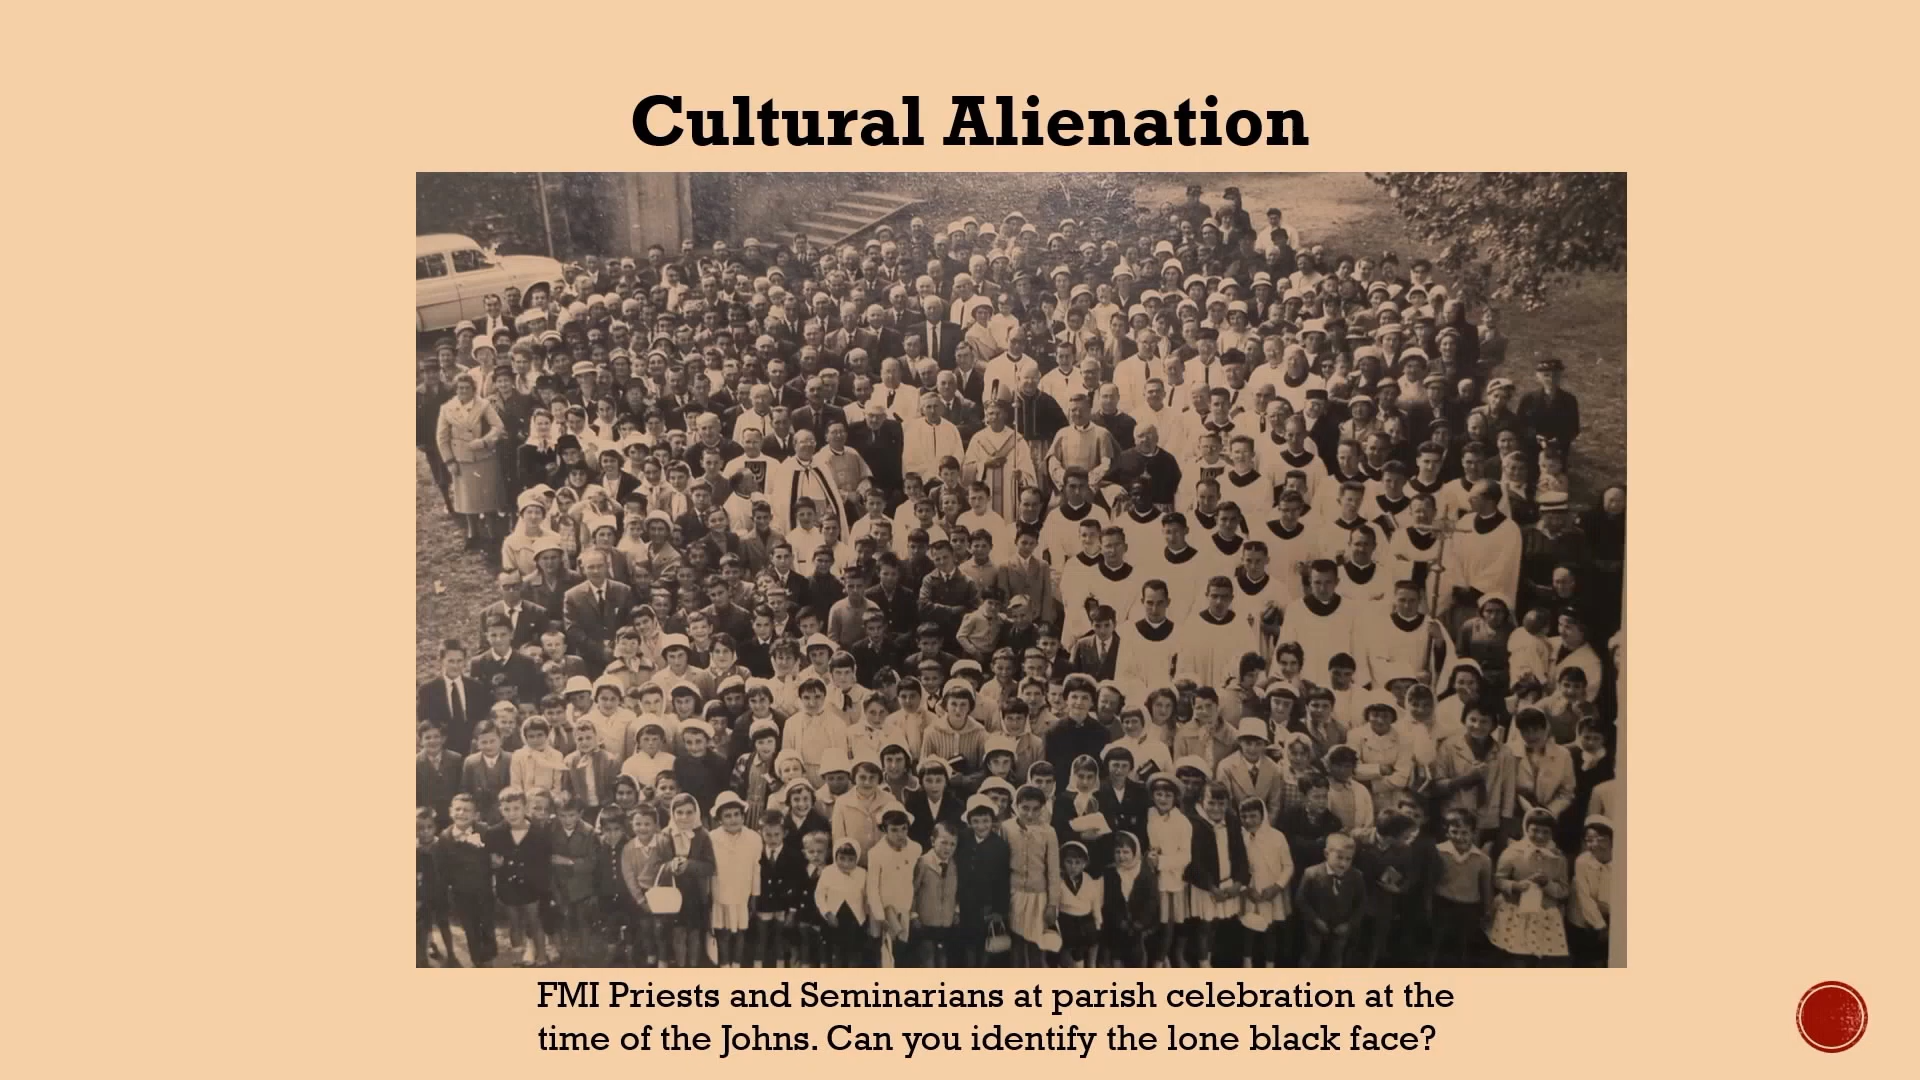 Cultural Alienation
FMI Priests and Seminarians at parish celebration at the
time of the Johns. Can you identify the lone black face?